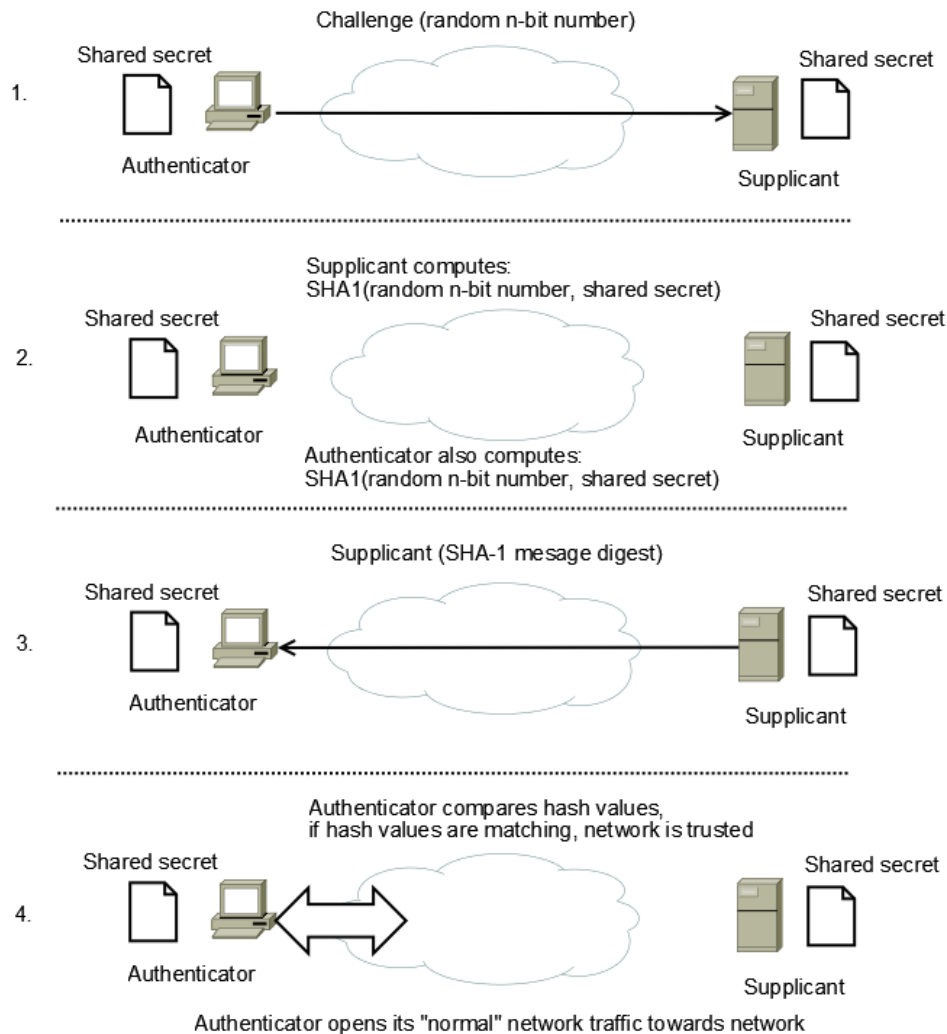 Challenge (random n-bit number)
Shared secret
Shared secret
1.
Authenticator
Supplicant
Supplicant computes:
SHA1(random n-bit number, shared secret)
Shared secret
Shared secret
2.
Authenticator
Supplicant
Authenticator also computes:
SHA1(random n-bit number, shared secret)
Supplicant (SHA-1 mesage digest)
Shared secret
Shared secret
3.
Authenticator
Supplicant
Authenticator compares hash values,
if hash values are matching, network is trusted
Shared secret
Shared secret
4.
Authenticator
Supplicant
Authenticator opens its "normal" network traffic towards network